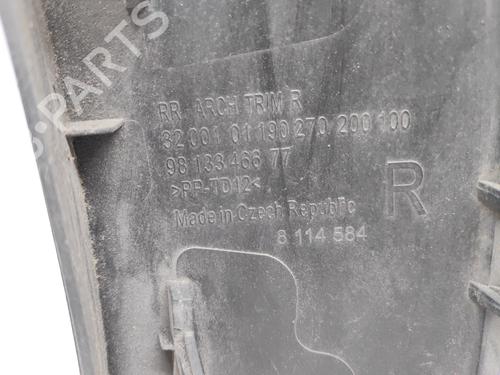 RR ARCH TRIM R
32 001 01 190 270 200 100
98 133 466 77
>PP-TD12<
Made in Czech Republic
R
8 114 584
B-PARTS